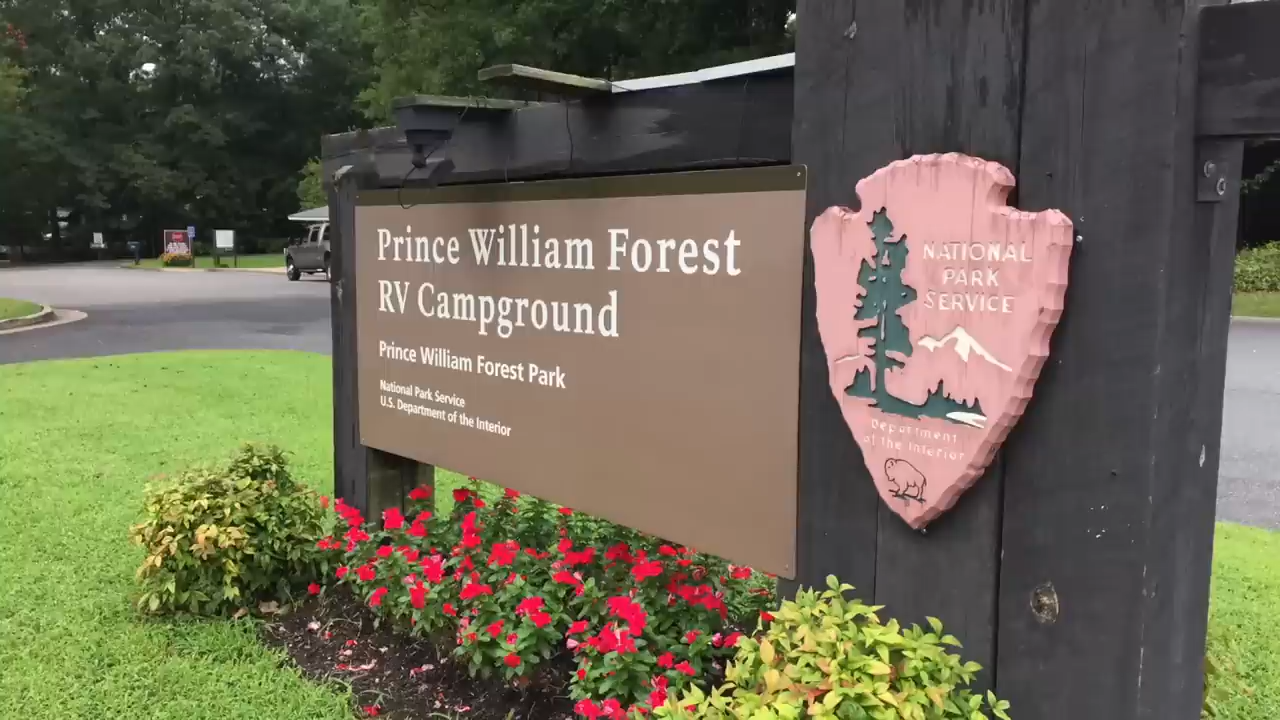 Prince William Forest
RV Campground
Prince William Forest Park
National Park Service
U.S. Department of the Interior
NATIONAL
PARK
SERVICE
Department
of the Interior